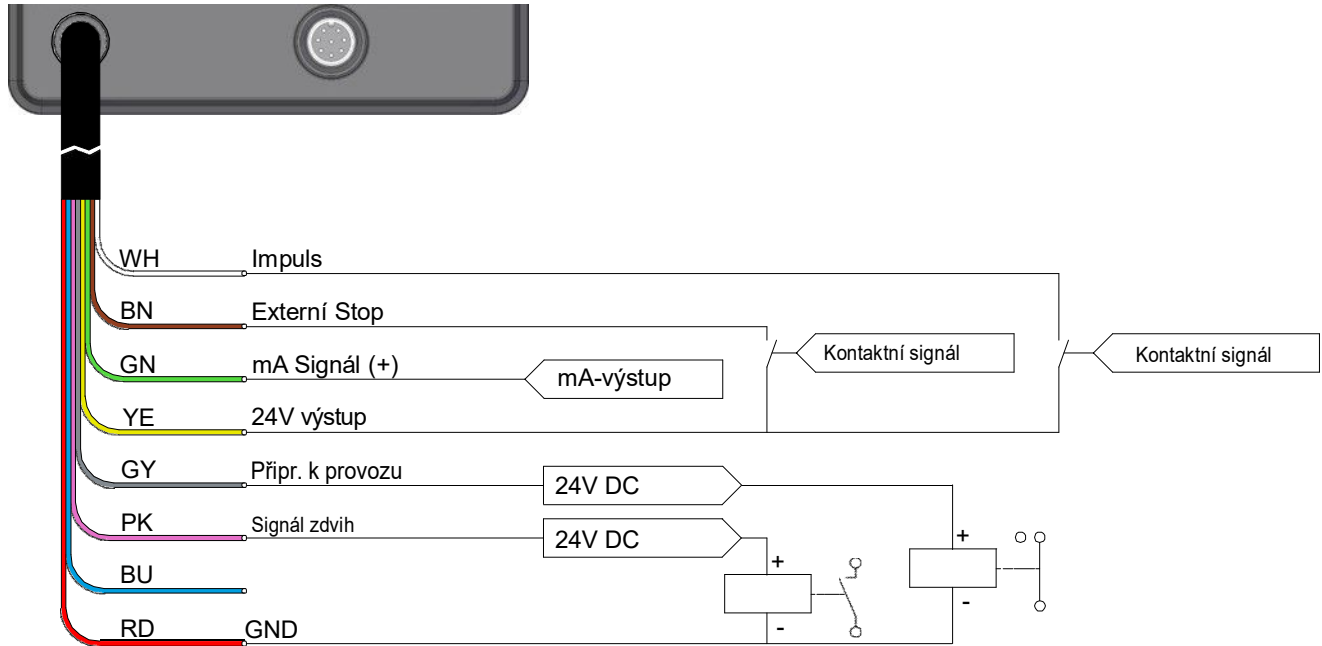 WH Impuls
BN Externí Stop
Kontaktní signál
Kontaktní signál
GN mA Signál (+)
mA-výstup
YE 24V výstup
GY Připr. k provozu
24V DC
PK Signál zdvih
24V DC
+
+
BU
-
-
RD GND